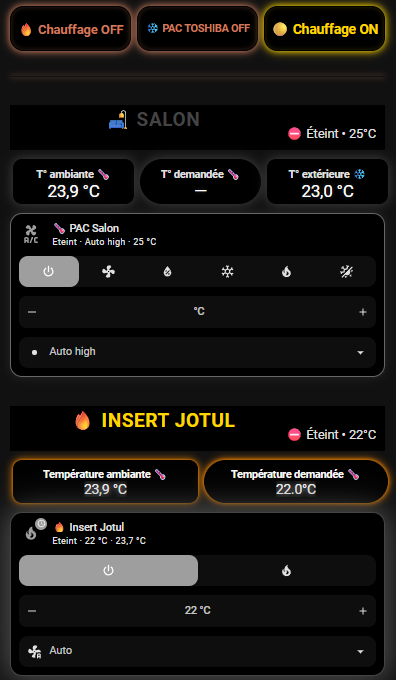 Chauffage OFF
PAC TOSHIBA OFF
Chauffage ON
SALON
Éteint • 25°C
T° ambiante
23,9 °C
T° demandée
—
T° extérieure
23,0 °C
A/C
PAC Salon
Eteint · Auto high · 25 °C
°C
Auto high
INSERT JOTUL
Éteint • 22°C
Température ambiante
23,9 °C
Température demandée
22.0°C
Insert Jotul
Eteint · 22 °C · 23,7 °C
22 °C
Auto